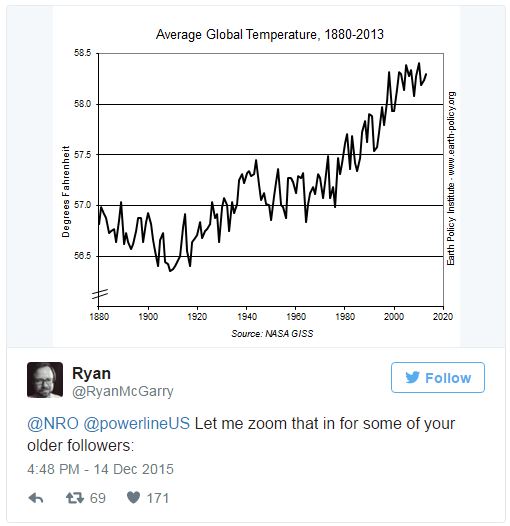 Average Global Temperature, 1880-2013
58.5
58.0
57.5
57.0
56.5
Degrees Fahrenheit
Earth Policy Institute - www.earth-policy.org
1880 1900 1920 1940 1960 1980 2000 2020
Source: NASA GISS
Ryan
@RyanMcGarry
Follow
@NRO @powerlineUS Let me zoom that in for some of your
older followers:
4:48 PM - 14 Dec 2015
69 171